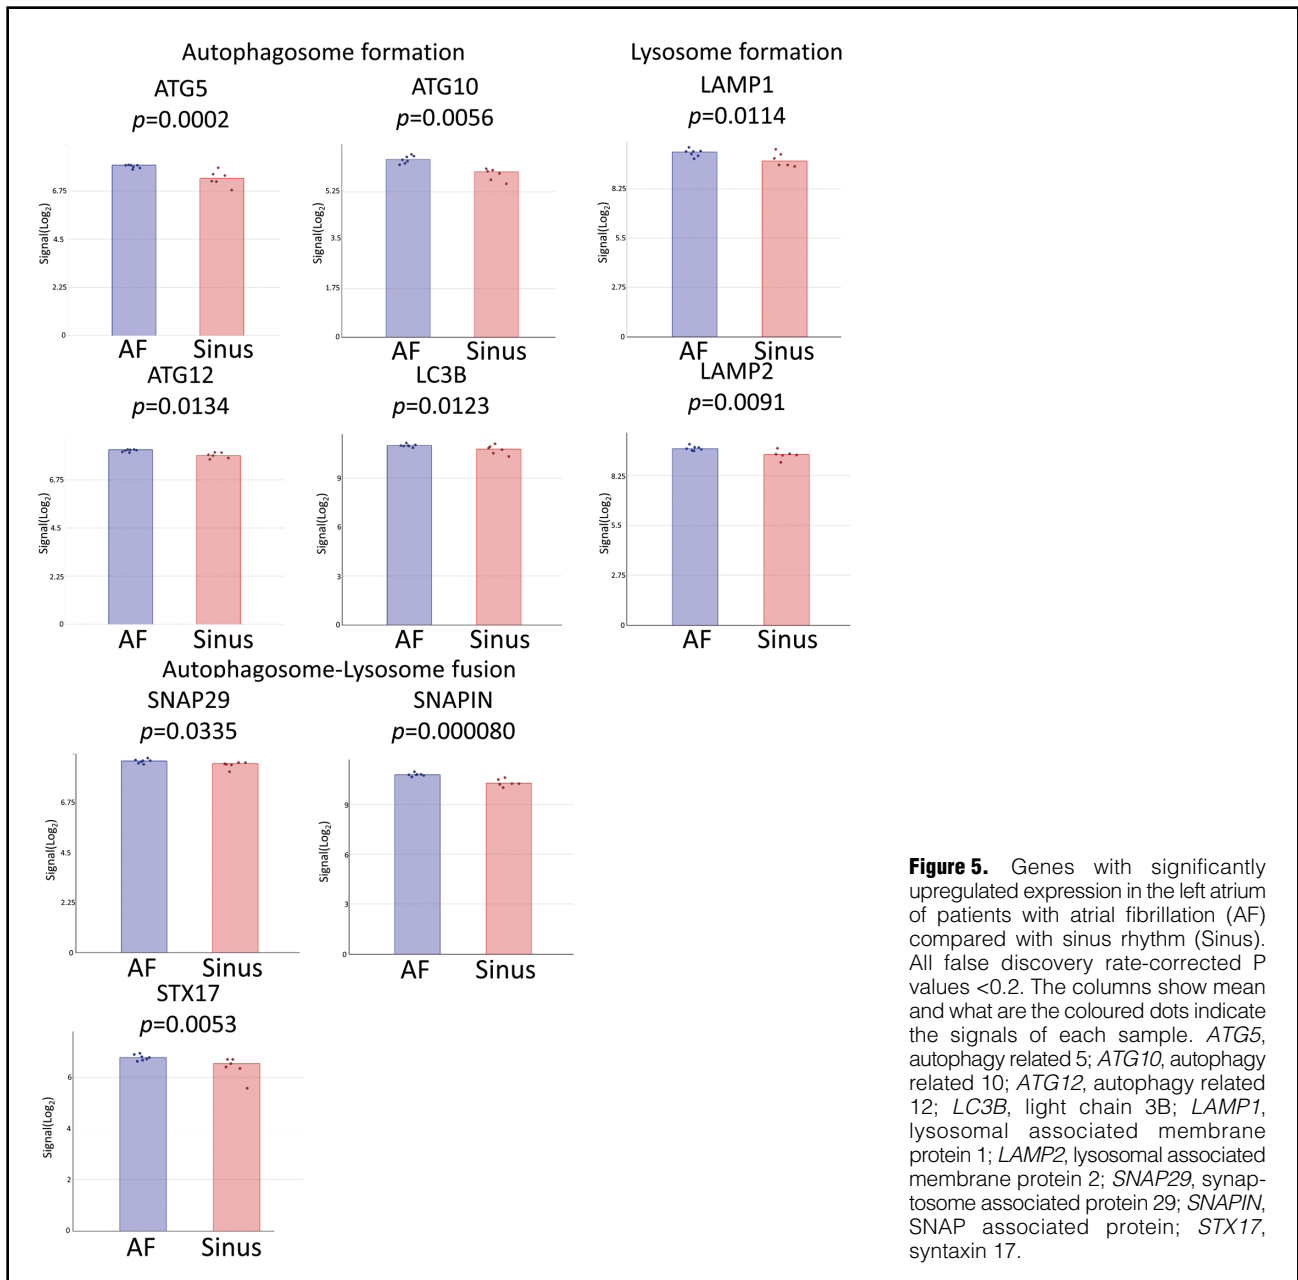 Autophagosome formation
Lysosome formation
ATG5
p=0.0002
Signal(Log2)
6.75
4.5
2.25
0
AF Sinus
ATG10
p=0.0056
Signal(Log2)
5.25
3.5
1.75
0
AF Sinus
LAMP1
p=0.0114
Signal(Log2)
8.25
5.5
2.75
0
AF Sinus
ATG12
p=0.0134
Signal(Log2)
6.75
4.5
2.25
0
AF Sinus
LC3B
p=0.0123
Signal(Log2)
9
6
3
0
AF Sinus
LAMP2
p=0.0091
Signal(Log2)
8.25
5.5
2.75
0
AF Sinus
Autophagosome-Lysosome fusion
SNAP29
p=0.0335
Signal(Log2)
6.75
4.5
2.25
0
AF Sinus
SNAPIN
p=0.000080
Signal(Log2)
9
6
3
0
AF Sinus
STX17
p=0.0053
Signal(Log2)
6
4
2
0
AF Sinus
Figure 5. Genes with significantly
upregulated expression in the left atrium
of patients with atrial fibrillation (AF)
compared with sinus rhythm (Sinus).
All false discovery rate-corrected P
values <0.2. The columns show mean
and what are the coloured dots indicate
the signals of each sample. ATG5,
autophagy related 5; ATG10, autophagy
related 10; ATG12, autophagy related
12; LC3B, light chain 3B; LAMP1,
lysosomal associated membrane
protein 1; LAMP2, lysosomal associated
membrane protein 2; SNAP29, synap-
tosome associated protein 29; SNAPIN,
SNAP associated protein; STX17,
syntaxin 17.